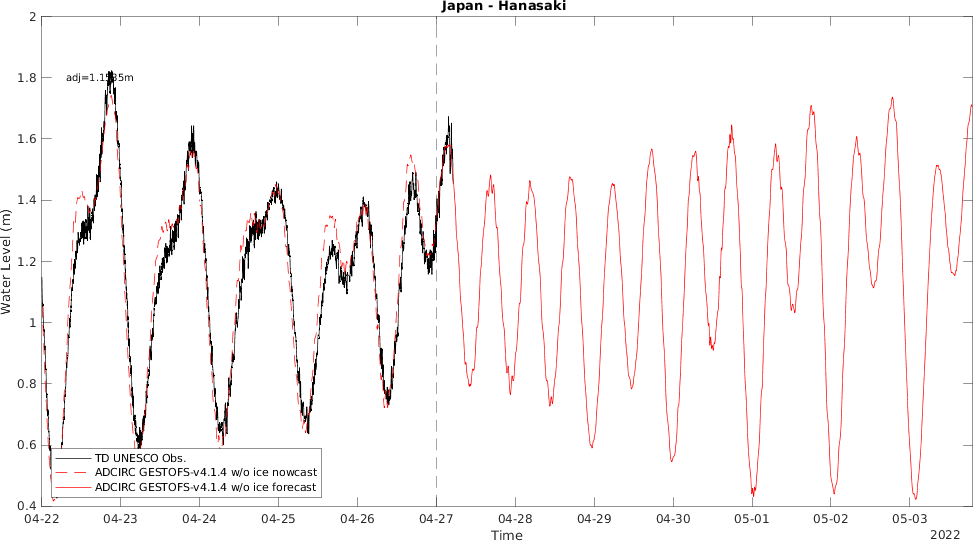 Japan - Hanasaki
2
1.8
1.6
1.4
1.2
1
0.8
0.6
0.4
Water Level (m)
adj=1.1535m
TD UNESCO Obs.
ADCIRC GESTOFS-v4.1.4 w/o ice nowcast
ADCIRC GESTOFS-v4.1.4 w/o ice forecast
04-22 04-23 04-24 04-25 04-26 04-27 04-28 04-29 04-30 05-01 05-02 05-03
Time
2022